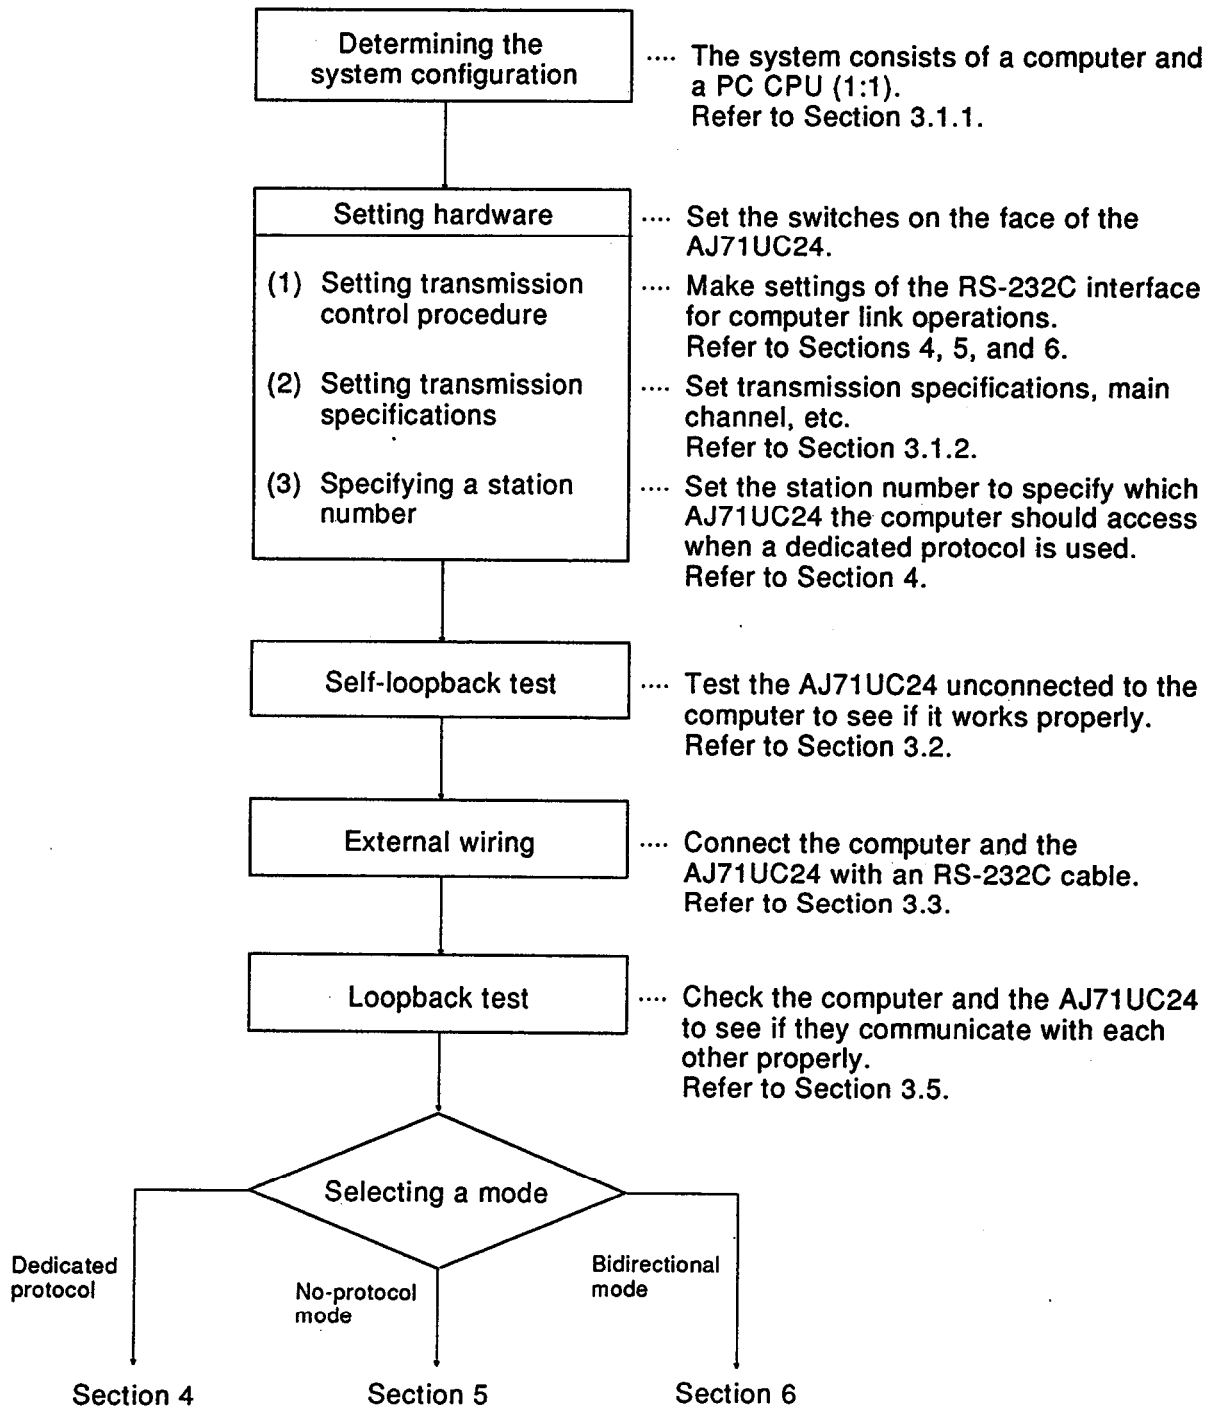 Determining the
system configuration
···· The system consists of a computer and
a PC CPU (1:1).
Refer to Section 3.1.1.
Setting hardware
···· Set the switches on the face of the
AJ71UC24.
(1) Setting transmission
control procedure
···· Make settings of the RS-232C interface
for computer link operations.
Refer to Sections 4, 5, and 6.
(2) Setting transmission
specifications
···· Set transmission specifications, main
channel, etc.
Refer to Section 3.1.2.
(3) Specifying a station
number
···· Set the station number to specify which
AJ71UC24 the computer should access
when a dedicated protocol is used.
Refer to Section 4.
Self-loopback test
···· Test the AJ71UC24 unconnected to the
computer to see if it works properly.
Refer to Section 3.2.
External wiring
···· Connect the computer and the
AJ71UC24 with an RS-232C cable.
Refer to Section 3.3.
Loopback test
···· Check the computer and the AJ71UC24
to see if they communicate with each
other properly.
Refer to Section 3.5.
Selecting a mode
Dedicated
protocol
No-protocol
mode
Bidirectional
mode
Section 4
Section 5
Section 6